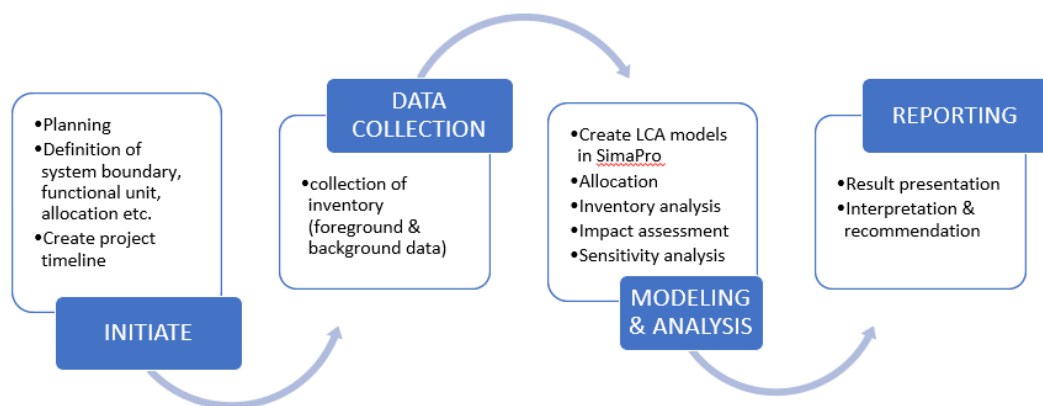 •Planning
•Definition of
system boundary,
functional unit,
allocation etc.
•Create project
timeline
INITIATE
DATA
COLLECTION
•collection of
inventory
(foreground &
background data)
•Create LCA models
in SimaPro
•Allocation
•Inventory analysis
•Impact assessment
•Sensitivity analysis
MODELING
& ANALYSIS
REPORTING
•Result presentation
•Interpretation &
recommendation